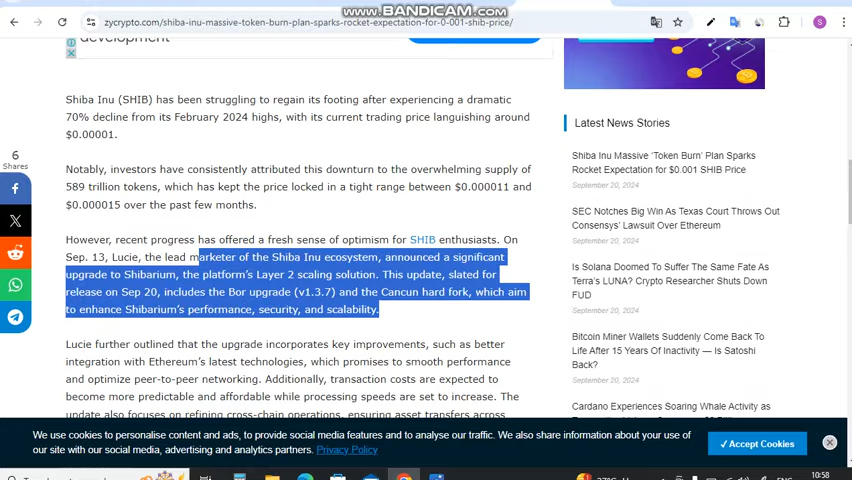 www.BANDICAM.com
zycrypto.com/shiba-inu-massive-token-burn-plan-sparks-rocket-expectation-for-0-001-shib-price/
S
development
Shiba Inu (SHIB) has been struggling to regain its footing after experiencing a dramatic
70% decline from its February 2024 highs, with its current trading price languishing around
$0.00001.
6
Shares
Notably, investors have consistently attributed this downturn to the overwhelming supply of
589 trillion tokens, which has kept the price locked in a tight range between $0.000011 and
$0.000015 over the past few months.
However, recent progress has offered a fresh sense of optimism for SHIB enthusiasts. On
Sep. 13, Lucie, the lead marketer of the Shiba Inu ecosystem, announced a significant
upgrade to Shibarium, the platform's Layer 2 scaling solution. This update, slated for
release on Sep 20, includes the Bor upgrade (v1.3.7) and the Cancun hard fork, which aim
to enhance Shibarium's performance, security, and scalability.
Lucie further outlined that the upgrade incorporates key improvements, such as better
integration with Ethereum's latest technologies, which promises to smooth performance
and optimize peer-to-peer networking. Additionally, transaction costs are expected to
become more predictable and affordable while processing speeds are set to increase. The
update also focuses on refining cross-chain operations, ensuring asset transfers across
Latest News Stories
Shiba Inu Massive 'Token Burn' Plan Sparks
Rocket Expectation for $0.001 SHIB Price
September 20, 2024
SEC Notches Big Win As Texas Court Throws Out
Consensys' Lawsuit Over Ethereum
September 20, 2024
Is Solana Doomed To Suffer The Same Fate As
Terra's LUNA? Crypto Researcher Shuts Down
FUD
September 20, 2024
Bitcoin Miner Wallets Suddenly Come Back To
Life After 15 Years Of Inactivity — Is Satoshi
Back?
September 20, 2024
Cardano Experiences Soaring Whale Activity as
We use cookies to personalise content and ads, to provide social media features and to analyse our traffic. We also share information about your use of
our site with our social media, advertising and analytics partners. Privacy Policy
✓Accept Cookies
10:58